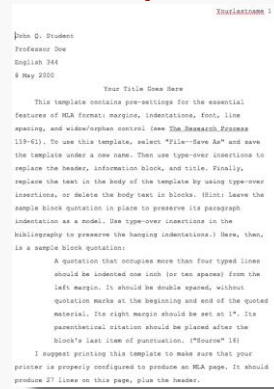 Yourlastname 1
John Q. Student
Professor Doe
English 344
8 May 2000
Your Title Goes Here
This template contains pre-settings for the essential
features of MLA format: margins, indentations, font, line
spacing, and widow/orphan control (see The Research Process
159-61). To use this template, select "File--Save As" and save
the template under a new name. Then use type-over insertions to
replace the header, information block, and title. Finally,
replace the text in the body of the template by using type-over
insertions, or delete the body text in blocks. (Hint: Leave the
sample block quotation in place to preserve its paragraph
indentation as a model. Use type-over insertions in the
bibliography to preserve the hanging indentations.) Here, then,
is a sample block quotation:
A quotation that occupies more than four typed lines
should be indented one inch (or ten spaces) from the
left margin. It should be double spaced, without
quotation marks at the beginning and end of the quoted
material. Its right margin should be set at 1". Its
parenthetical citation should be placed after the
block's last item of punctuation. ("Source" 16)
I suggest printing this template to make sure that your
printer is properly configured to produce an MLA page. It should
produce 27 lines on this page, plus the header.